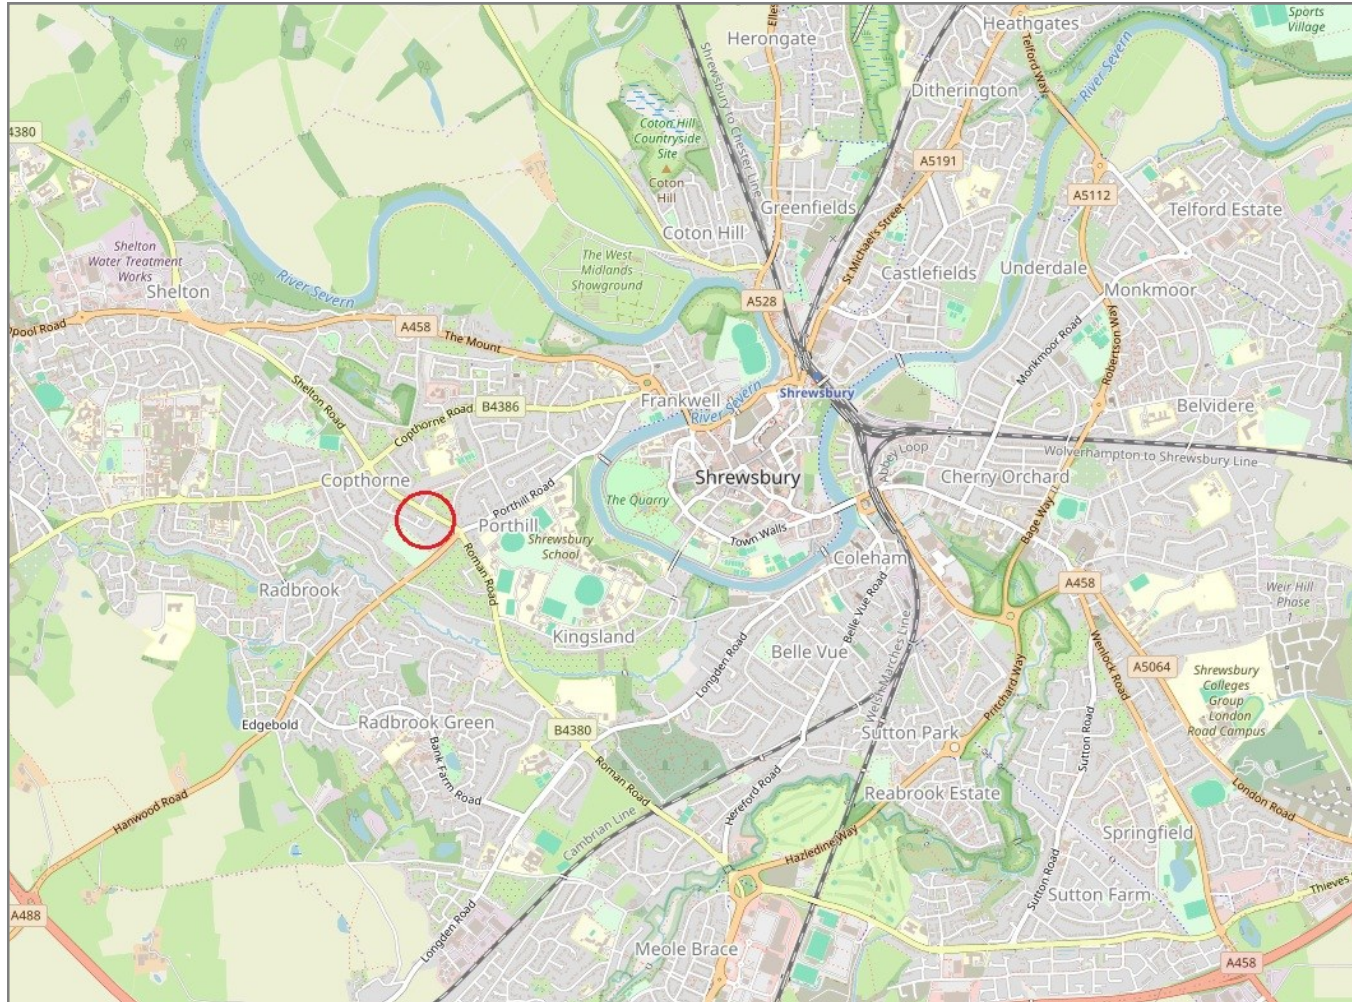 Sports
Village
Heathgates
Elles
Herongate
Telford Way
River Severn
Ditherington
4380
Shrewsbury to Chester Line
Coton Hill
Countryside
Site
A5191
Coton
Hill
A5112
Greenfields
Telford Estate
St Michael's Street
Coton Hill
Shelton
Water Treatment
Works
The West
Midlands
Showground
Castlefields
Underdale
Shelton
River Severn
Monkmoor
A528
pool Road
A458
The Mount
Monkmoor Road
Robertson Way
Shelton Road
Shrewsbury
River Severn
Frankwell
B4386
Copthorne Road
Belvidere
Abbey Loop
Wolverhampton to Shrewsbury Line
Copthorne
Shrewsbury
Cherry Orchard
Porthill Road
The Quarry
Porthill
Shrewsbury
School
Town Walls
Bage Way
Coleham
Roman Road
A458
Radbrook
Weir Hill
Phase
1
Belle Vue Road
Kingsland
Belle Vue
Longden Road
Welsh Marches Line
Wenlock Road
A5064
Shrewsbury
Colleges
Group
London
Road Campus
Pritchard Way
Edgebold
Radbrook Green
B4380
Sutton Park
Sutton Road
Bank Farm Road
Roman Road
Hereford Road
Reabrook Estate
London Road
Hanwood Road
Cambrian Line
Hazledine Way
Springfield
Sutton Road
Sutton Farm
Thieves
A488
Longden Road
Meole Brace
A458